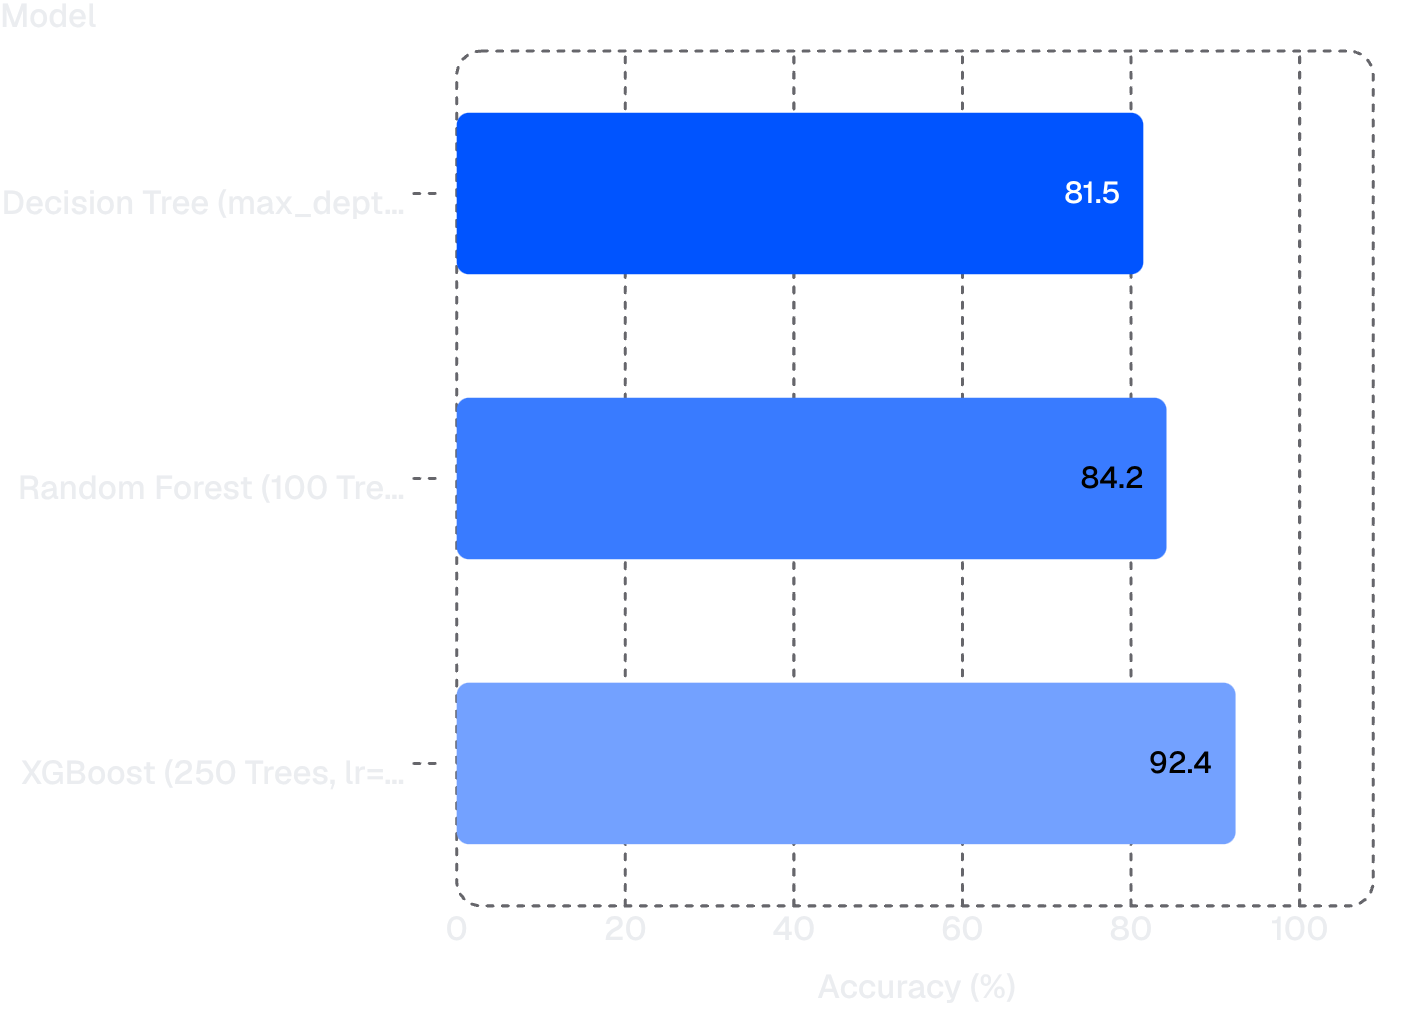 Model
Decision Tree (max_dept...
81.5
Random Forest (100 Tre...
84.2
XGBoost (250 Trees, lr=...
92.4
0 20 40 60 80 100
Accuracy (%)